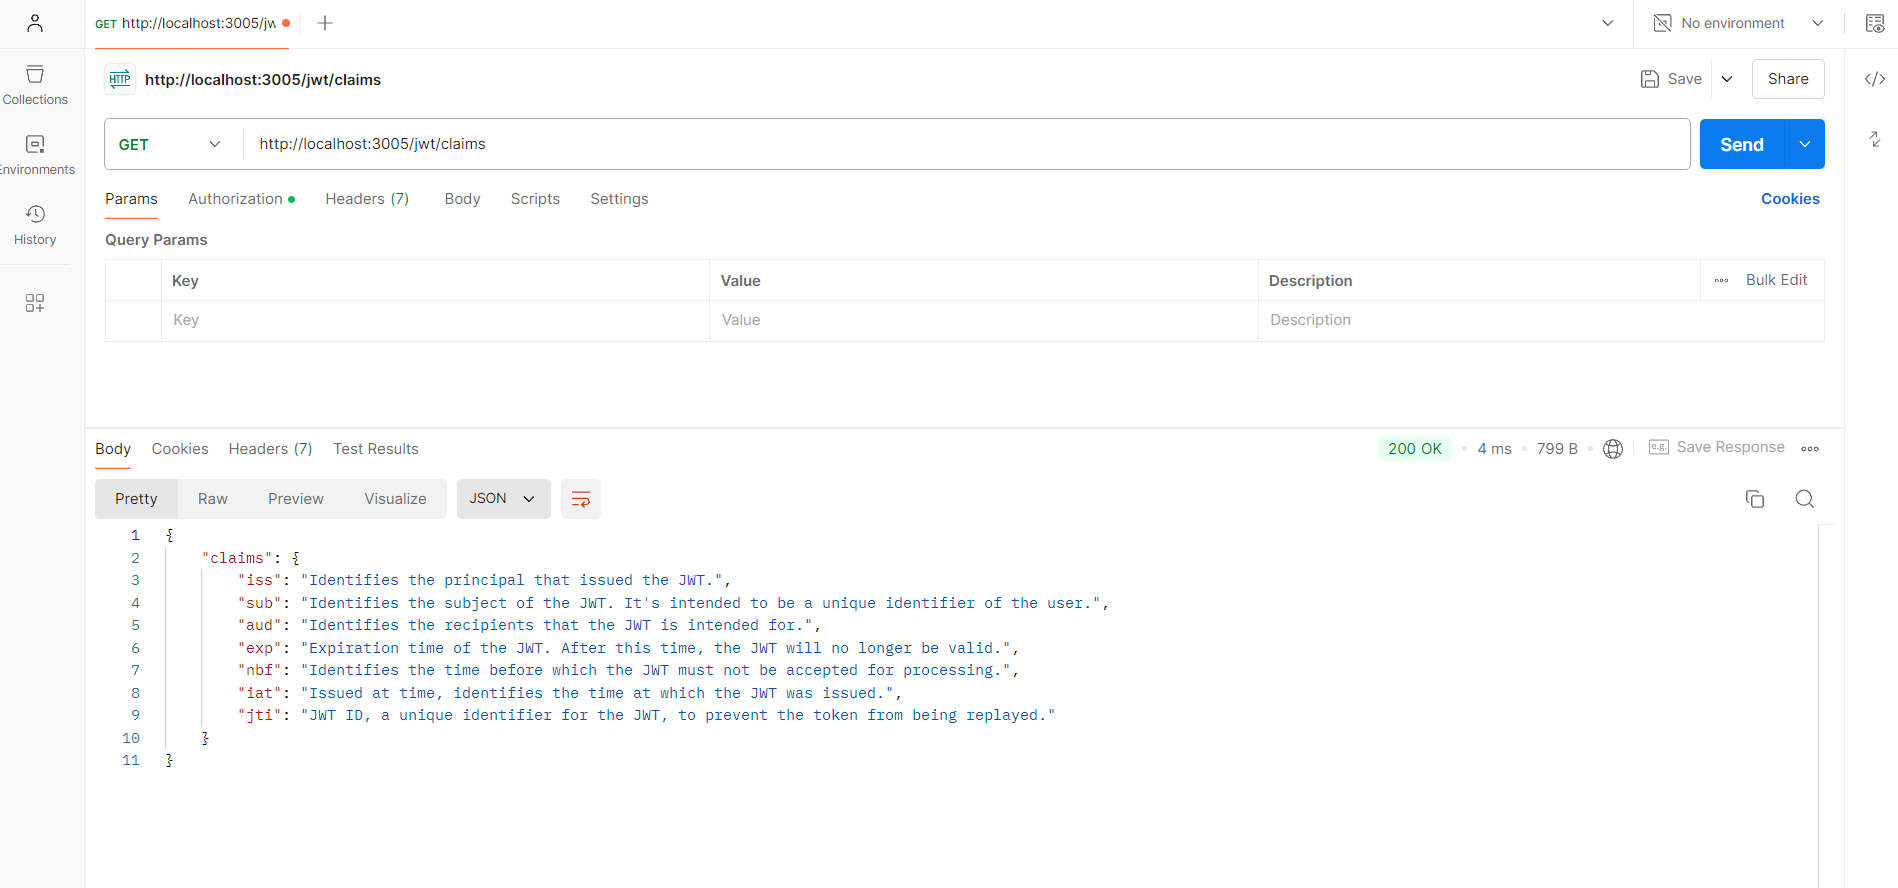 GET http://localhost:3005/jw
No environment
Collections
Environments
History
HTTP http://localhost:3005/jwt/claims
Save
Share
GET http://localhost:3005/jwt/claims
Send
Params Authorization Headers (7) Body Scripts Settings
Cookies
Query Params
Key Value Description Bulk Edit
Key Value Description
Body Cookies Headers (7) Test Results
200 OK • 4 ms • 799 B • e.g. Save Response
Pretty Raw Preview Visualize JSON
1 {
2 "claims": {
3 "iss": "Identifies the principal that issued the JWT.",
4 "sub": "Identifies the subject of the JWT. It's intended to be a unique identifier of the user.",
5 "aud": "Identifies the recipients that the JWT is intended for.",
6 "exp": "Expiration time of the JWT. After this time, the JWT will no longer be valid.",
7 "nbf": "Identifies the time before which the JWT must not be accepted for processing.",
8 "iat": "Issued at time, identifies the time at which the JWT was issued.",
9 "jti": "JWT ID, a unique identifier for the JWT, to prevent the token from being replayed."
10 }
11 }